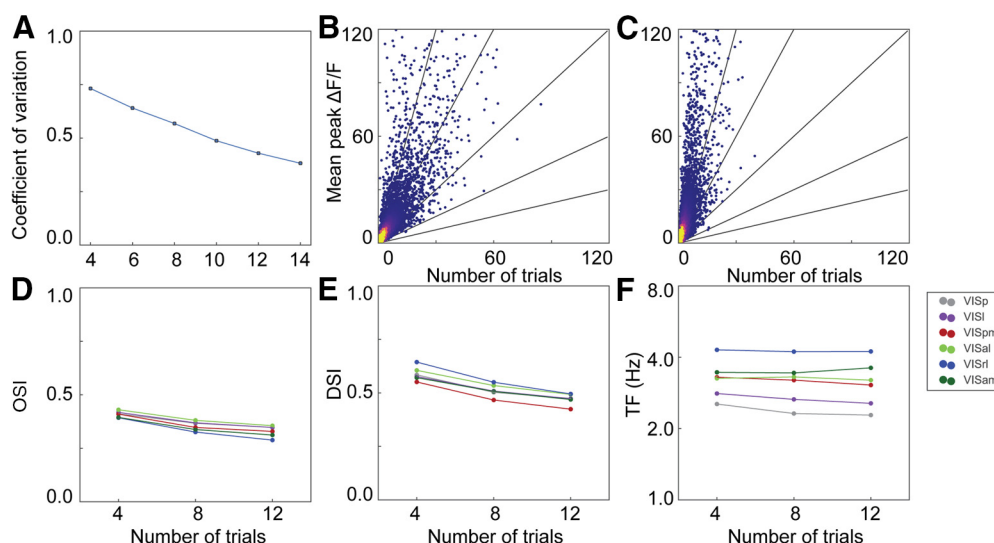 A
Coefficient of variation
1.0
0.5
0.0
4 6 8 10 12 14
B
Mean peak ΔF/F
120
60
0
0 60 120
Number of trials
C
120
60
0
0 60 120
Number of trials
D
OSI
1.0
0.5
0.0
4 8 12
Number of trials
E
DSI
1.0
0.5
0.0
4 8 12
Number of trials
F
TF (Hz)
8.0
4.0
2.0
1.0
4 8 12
Number of trials
VISp
VISl
VISpm
VISal
VISrl
VISam